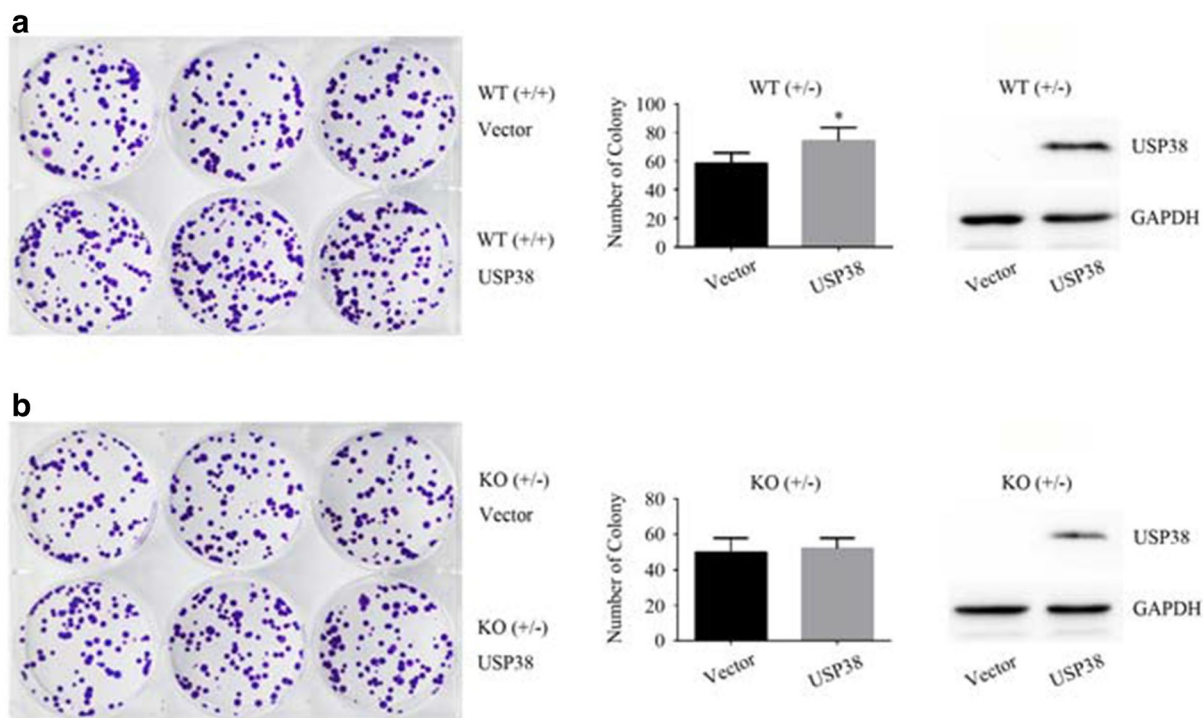 a
WT (+/+)
Vector
WT (+/+)
USP38
WT (+/-)
Number of Colony
100
80
60
40
20
0
*
Vector
USP38
WT (+/-)
USP38
GAPDH
Vector
USP38
b
KO (+/-)
Vector
KO (+/-)
USP38
KO (+/-)
Number of Colony
80
60
40
20
0
Vector
USP38
KO (+/-)
USP38
GAPDH
Vector
USP38